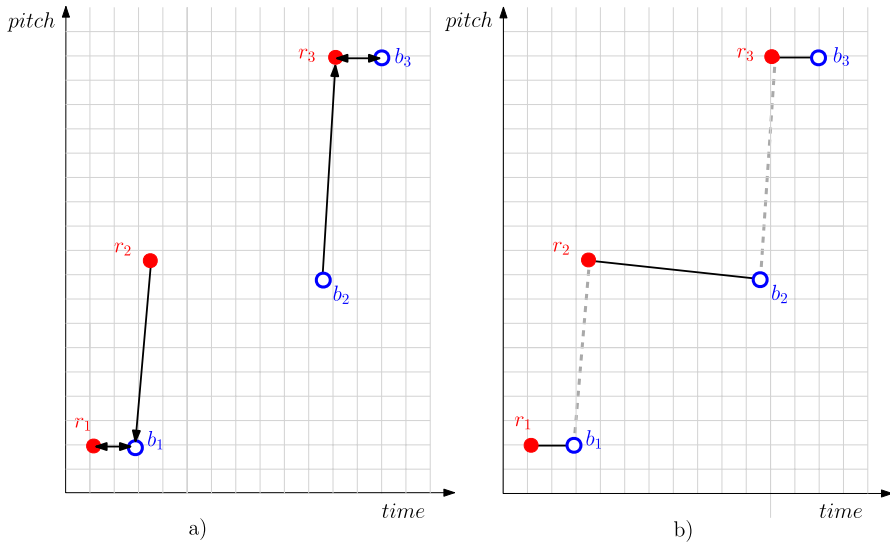 pitch
r₃
b₃
r₂
b₂
r₁
b₁
time
a)
pitch
r₃
b₃
r₂
b₂
r₁
b₁
time
b)